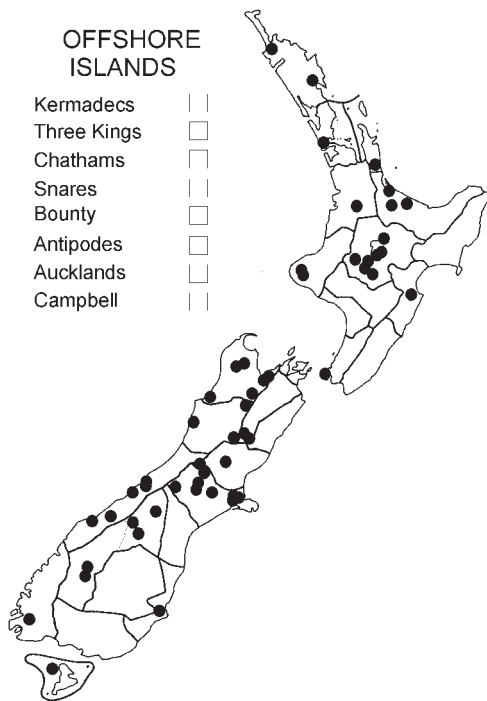 OFFSHORE
ISLANDS
Kermadecs
Three Kings
Chathams
Snares
Bounty
Antipodes
Aucklands
Campbell